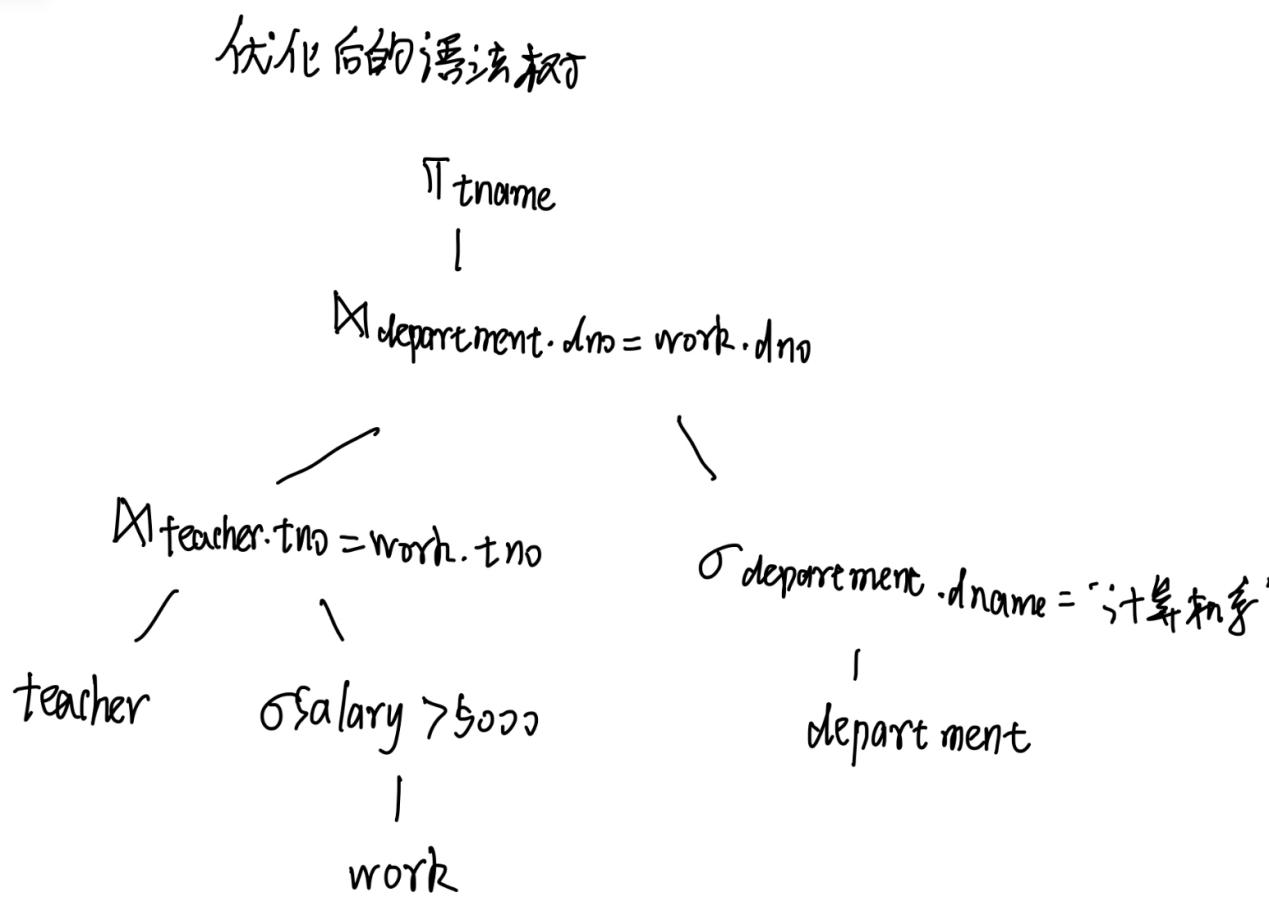 优化后的语法树
π tname
⋈ department.dno = work.dno
⋈ teacher.tno = work.tno
σ department.dname = "计算机系"
teacher
σ salary > 5000
department
work